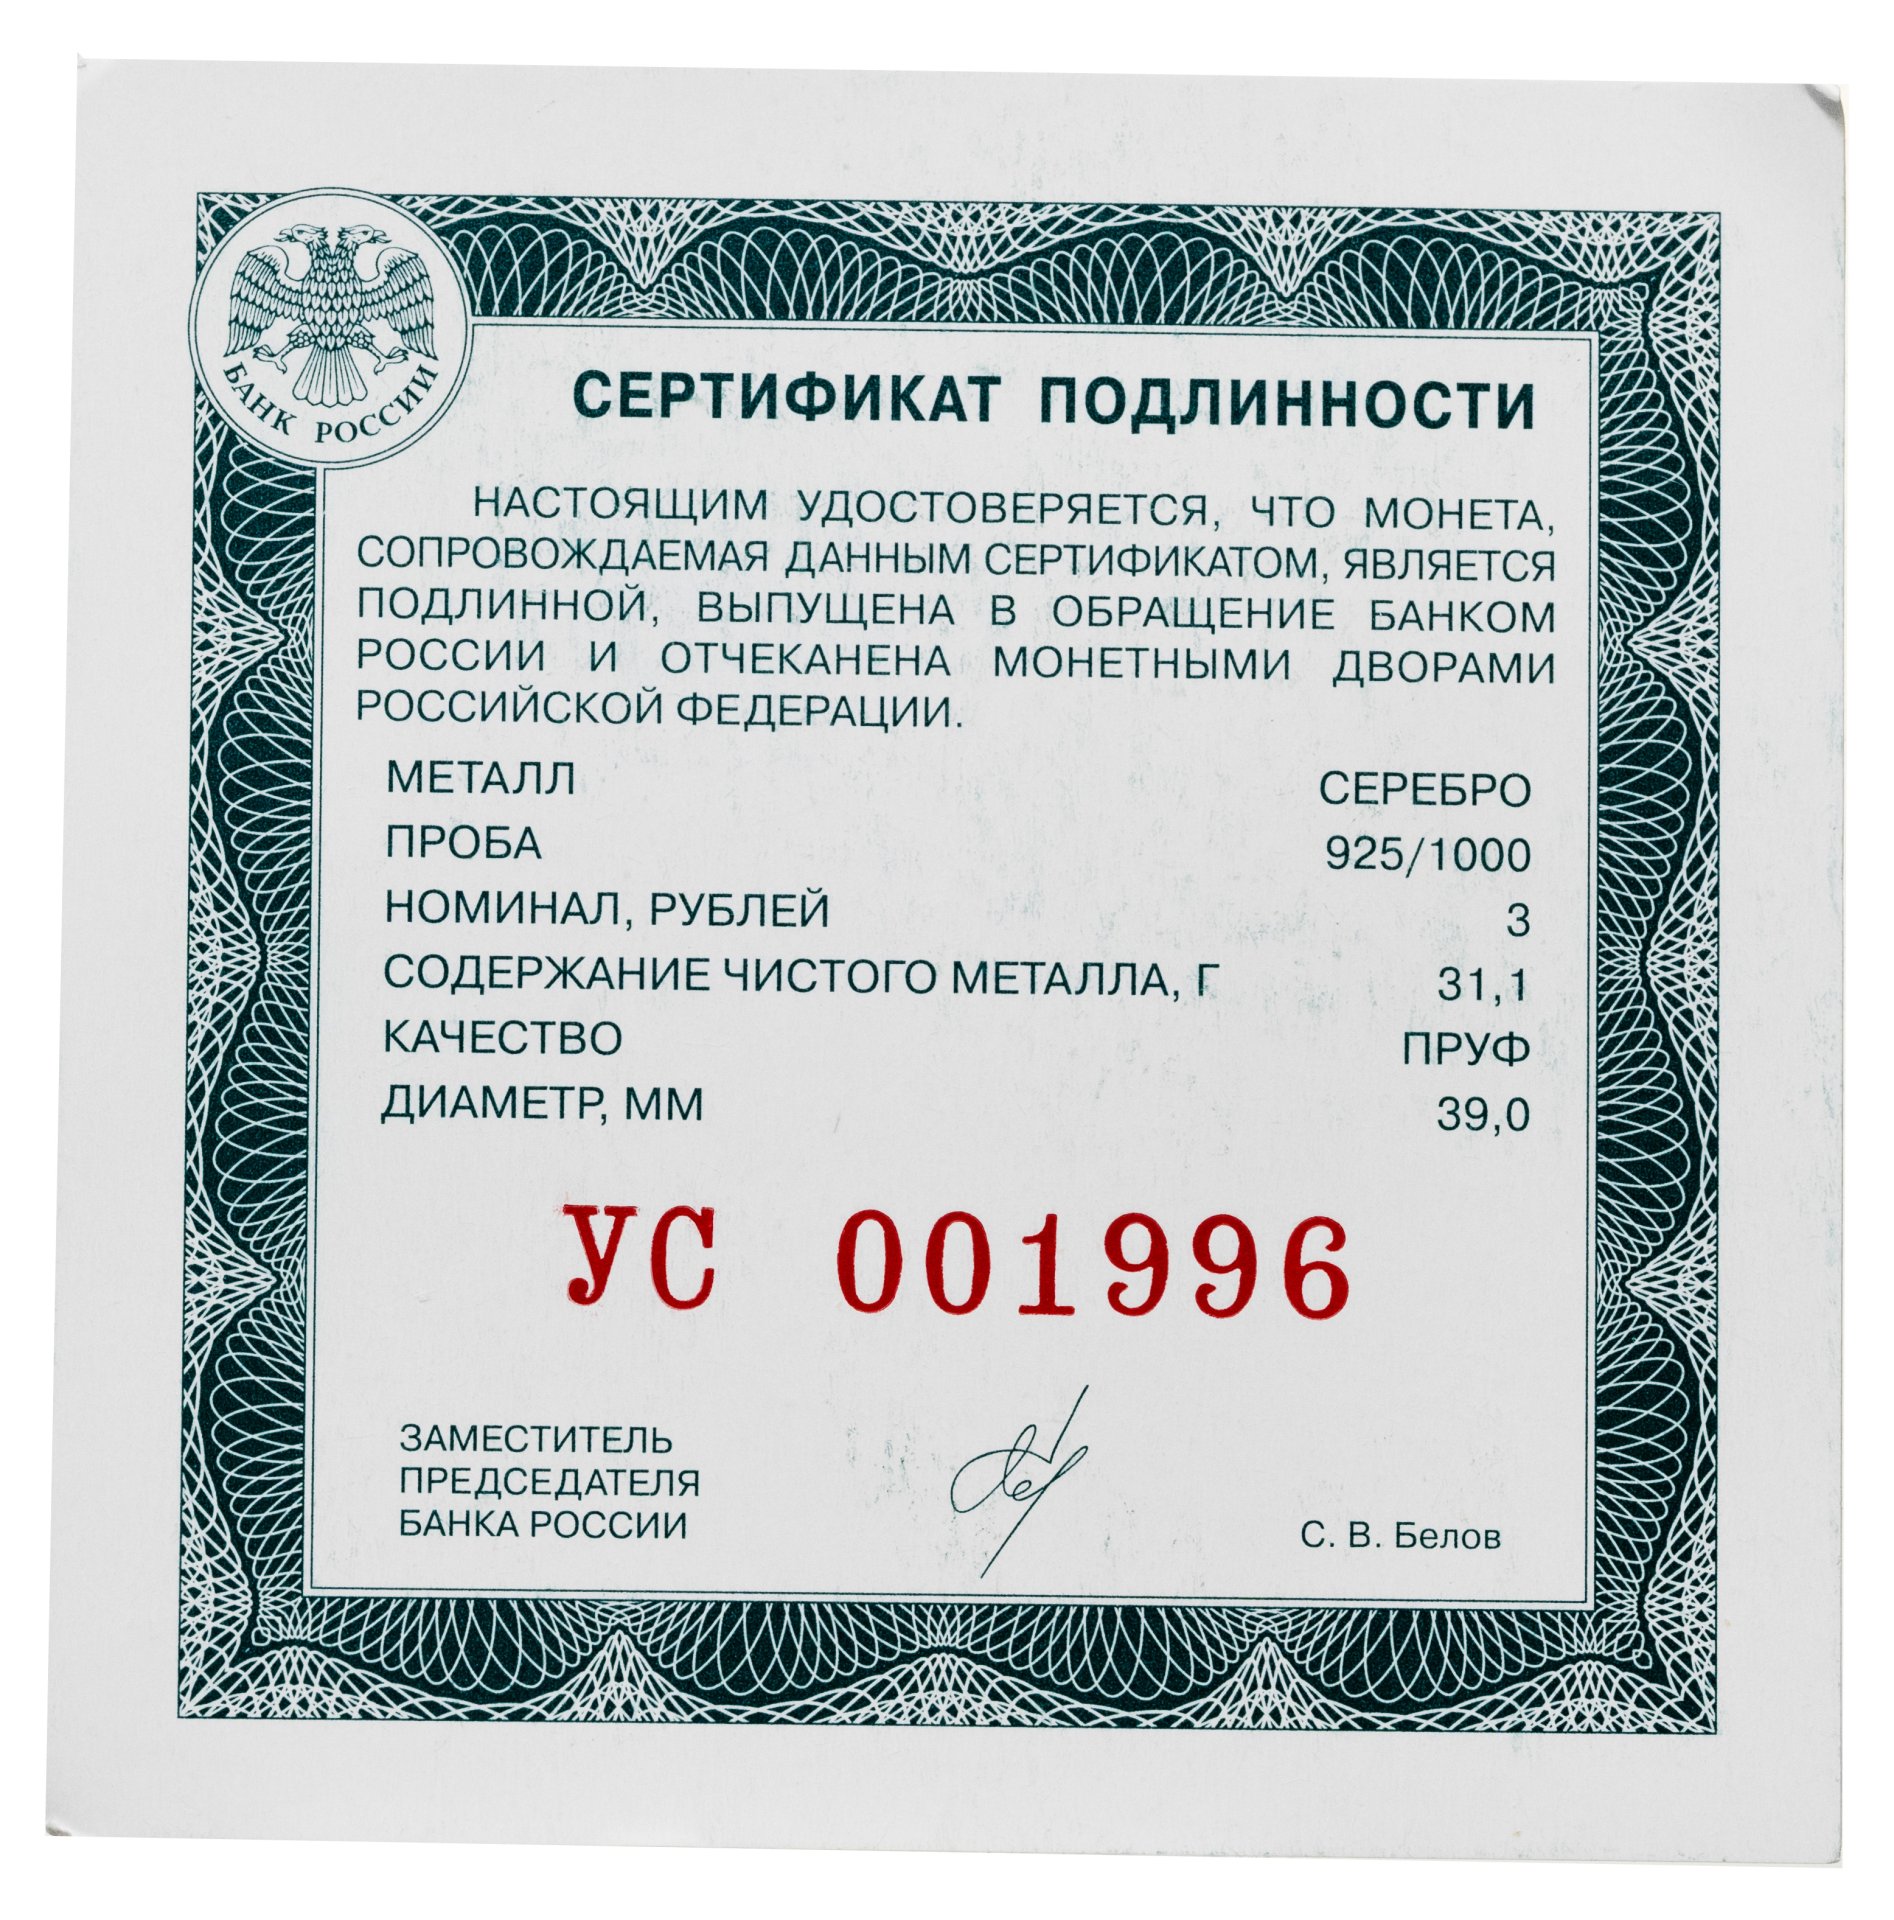 БАНК РОССИИ
СЕРТИФИКАТ ПОДЛИННОСТИ
НАСТОЯЩИМ УДОСТОВЕРЯЕТСЯ, ЧТО МОНЕТА,
СОПРОВОЖДАЕМАЯ ДАННЫМ СЕРТИФИКАТОМ, ЯВЛЯЕТСЯ
ПОДЛИННОЙ, ВЫПУЩЕНА В ОБРАЩЕНИЕ БАНКОМ
РОССИИ И ОТЧЕКАНЕНА МОНЕТНЫМИ ДВОРАМИ
РОССИЙСКОЙ ФЕДЕРАЦИИ.
МЕТАЛЛ СЕРЕБРО
ПРОБА 925/1000
НОМИНАЛ, РУБЛЕЙ 3
СОДЕРЖАНИЕ ЧИСТОГО МЕТАЛЛА, Г 31,1
КАЧЕСТВО ПРУФ
ДИАМЕТР, ММ 39,0
УС 001996
ЗАМЕСТИТЕЛЬ
ПРЕДСЕДАТЕЛЯ
БАНКА РОССИИ
С. В. Белов